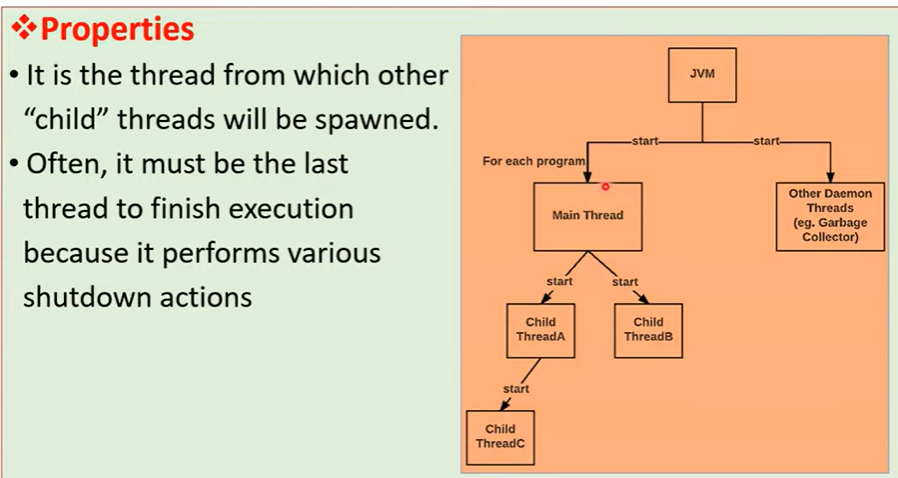 ❖Properties
• It is the thread from which other
“child” threads will be spawned.
• Often, it must be the last
thread to finish execution
because it performs various
shutdown actions
JVM
start
start
For each program
Main Thread
Other Daemon
Threads
(eg. Garbage
Collector)
start
start
Child
ThreadA
Child
ThreadB
start
Child
ThreadC